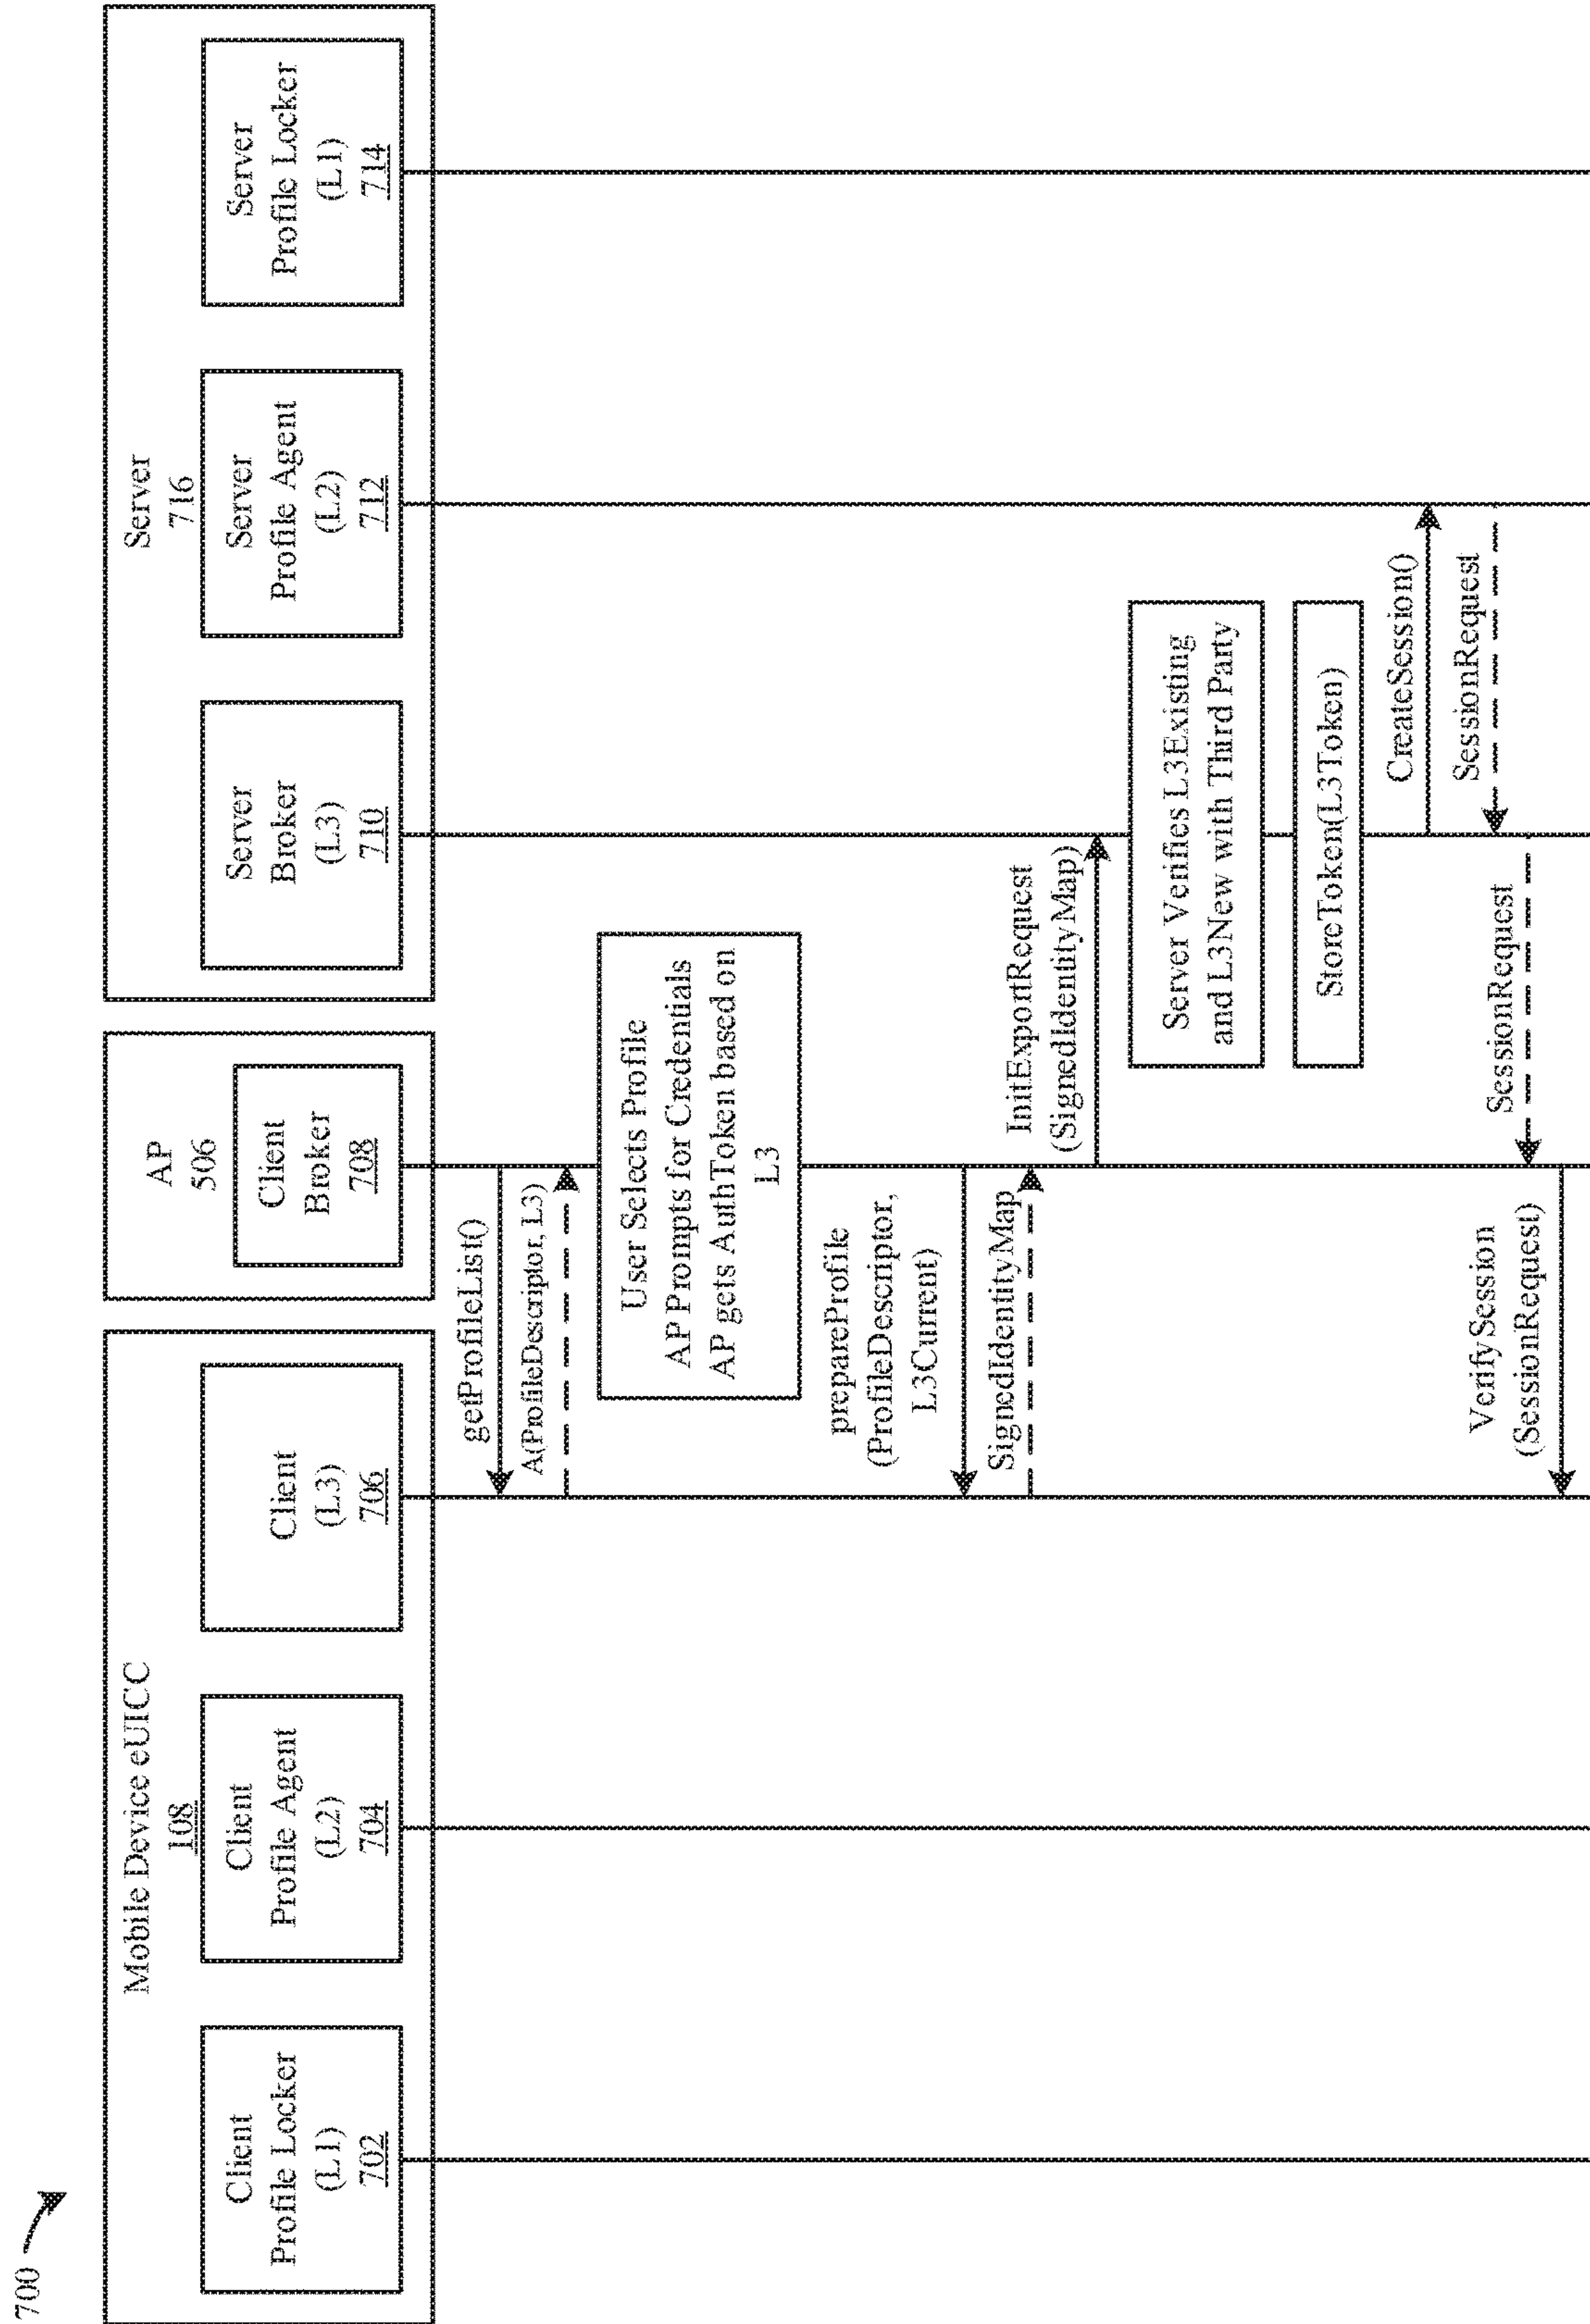 700
Mobile Device eUICC
108
Client
Profile Locker
(L1)
702
Client
Profile Agent
(L2)
704
Client
(L3)
706
AP
506
Client
Broker
708
Server
716
Server
Broker
(L3)
710
Server
Profile Agent
(L2)
712
Server
Profile Locker
(L1)
714
getProfileList()
A(ProfileDescriptor, L3)
User Selects Profile
AP Prompts for Credentials
AP gets AuthToken based on
L3
prepareProfile
(ProfileDescriptor,
L3Current)
SignedIdentityMap
InitExportRequest
(SignedIdentityMap)
Server Verifies L3Existing
and L3New with Third Party
StoreToken(L3Token)
CreateSession()
SessionRequest
SessionRequest
VerifySession
(SessionRequest)